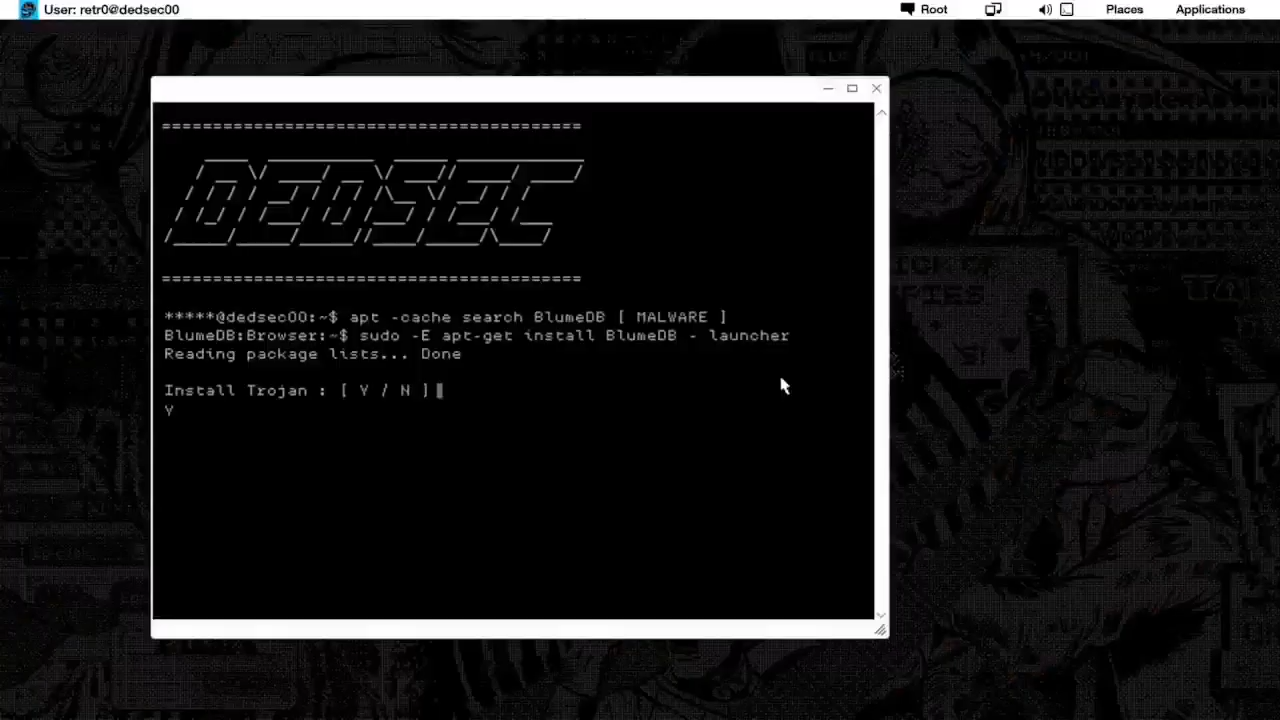 User: retr0@dedsec00
Root
Places
Applications
========================================
DEDSEC
========================================
*****@dedsec00:~$ apt -cache search BlumeDB [ MALWARE ]
BlumeDB:Browser:~$ sudo -E apt-get install BlumeDB - launcher
Reading package lists... Done
Install Trojan : [ Y / N ]
Y